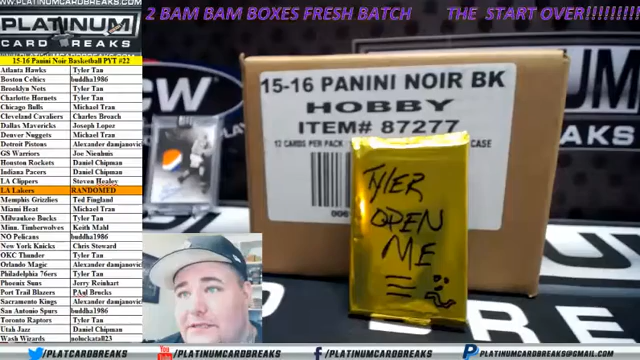 WWW.PLATINUMCARDBREAKS.COM
PLATINUM
CARD BREAKS
2 BAM BAM BOXES FRESH BATCH THE START OVER!!!!!!!!!
15-16 Panini Noir Basketball PYT #22
Atlanta Hawks Tyler Tan
Boston Celtics buddha1986
Brooklyn Nets Tyler Tan
Charlotte Hornets Tyler Tan
Chicago Bulls Michael Tran
Cleveland Cavaliers Charles Broach
Dallas Mavericks Joseph Lopez
Denver Nuggets Michael Tran
Detroit Pistons Alexander damjanovic
GS Warriors Joe Nienhuis
Houston Rockets Daniel Chipman
Indiana Pacers Daniel Chipman
LA Clippers Steven Healey
LA Lakers RANDOMED
Memphis Grizzlies Ted Fingland
Miami Heat Michael Tran
Milwaukee Bucks Tyler Tan
Minn. Timberwolves Keith Mahl
NO Pelicans buddha1986
New York Knicks Chris Steward
OKC Thunder Tyler Tan
Orlando Magic Alexander damjanovic
Philadelphia 76ers Tyler Tan
Phoenix Suns Jerry Reinhart
Port Trail Blazers PAul Brucks
Sacramento Kings Alexander damjanovic
San Antonio Spurs buddha1986
Toronto Raptors Tyler Tan
Utah Jazz Daniel Chipman
Wash Wizards noluckata123
15-16 PANINI NOIR BK
HOBBY
ITEM# 87277
12 CARDS PER PACK
CASE
TYLER
OPEN
ME
/PLATCARDBREAKS
You Tube /PLATINUMCARDBREAKS
/PLATINUMCARDBREAKS
/PLATCARDBREAKS